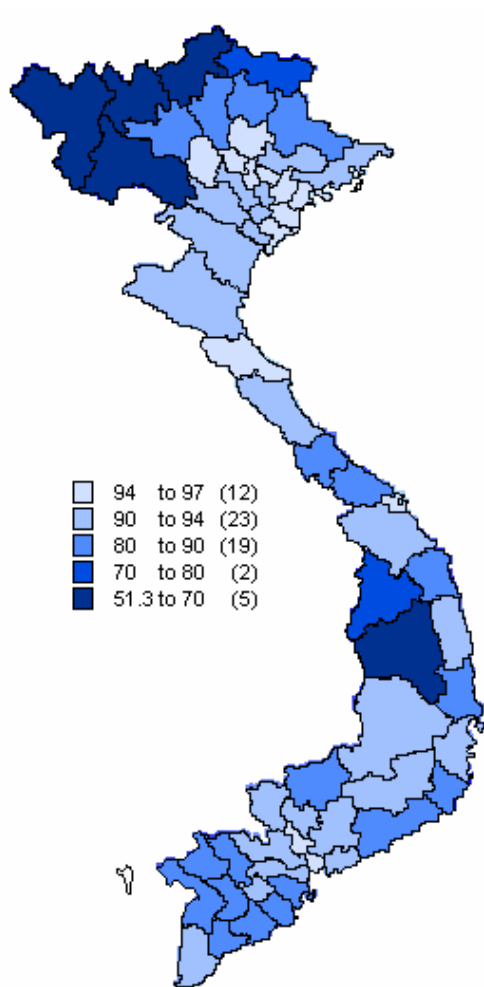 94 to 97 (12)
90 to 94 (23)
80 to 90 (19)
70 to 80 (2)
51.3 to 70 (5)